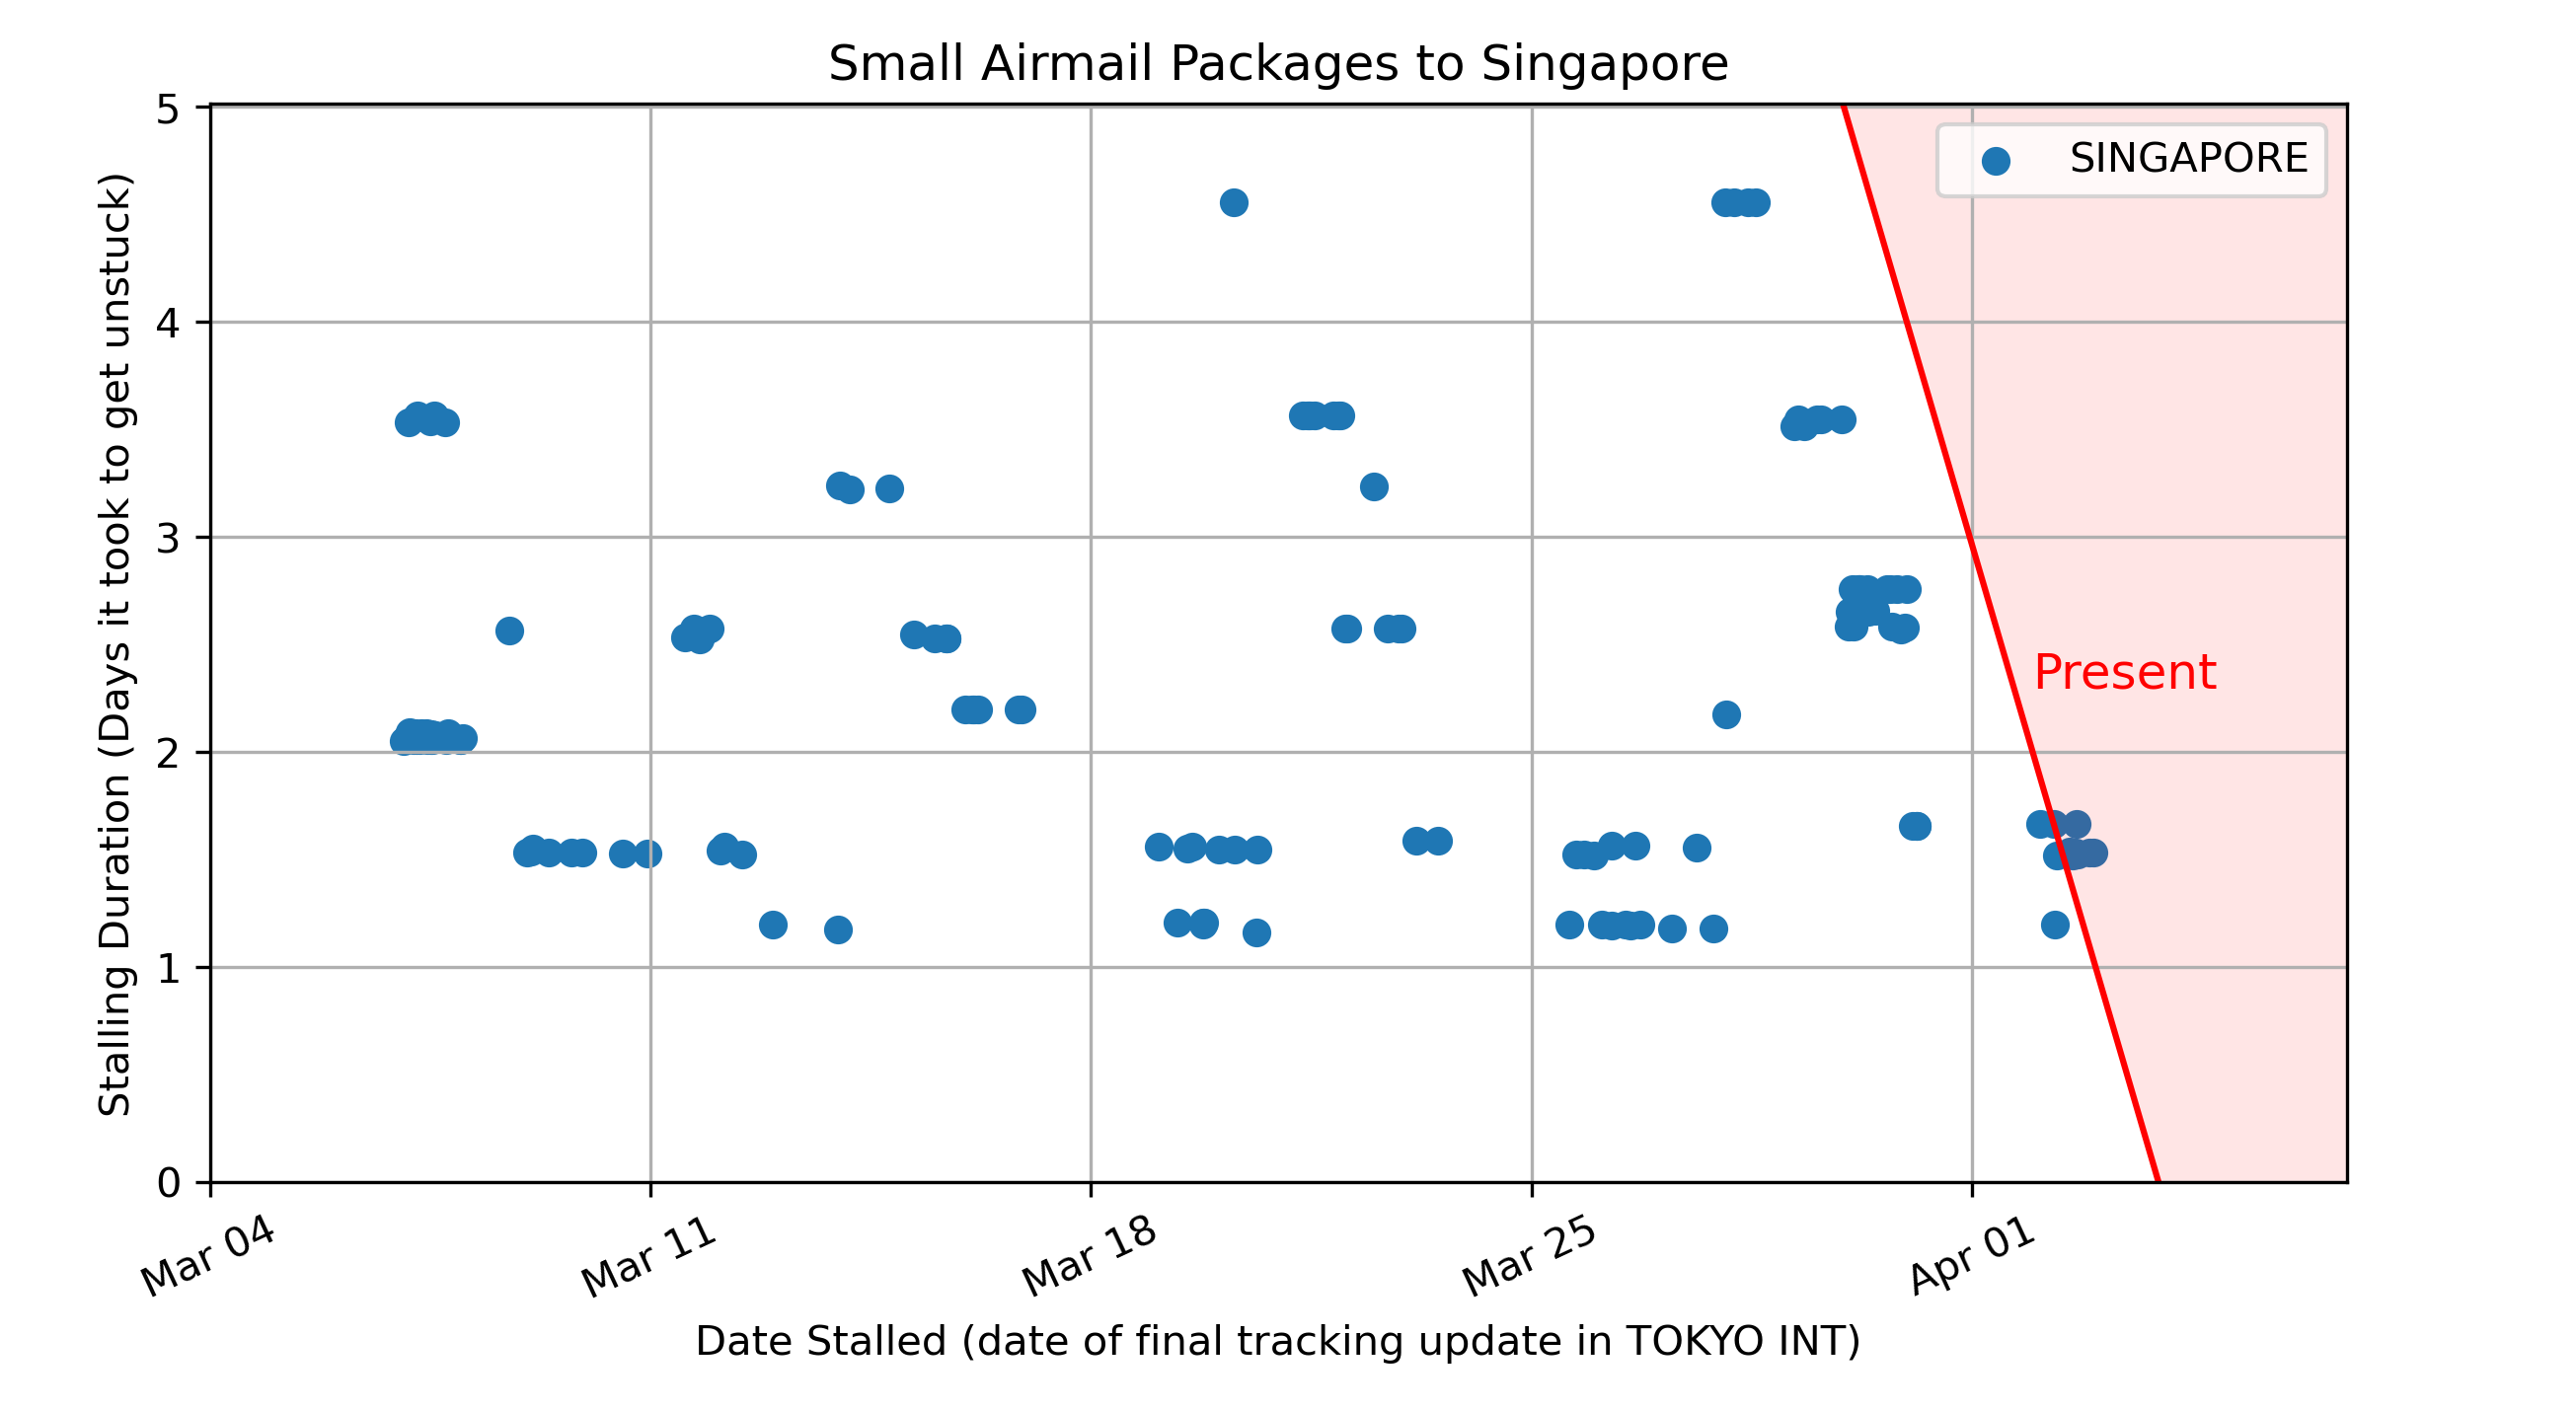 Small Airmail Packages to Singapore
SINGAPORE
Present
Stalling Duration (Days it took to get unstuck)
5
4
3
2
1
0
Mar 04
Mar 11
Mar 18
Mar 25
Apr 01
Date Stalled (date of final tracking update in TOKYO INT)